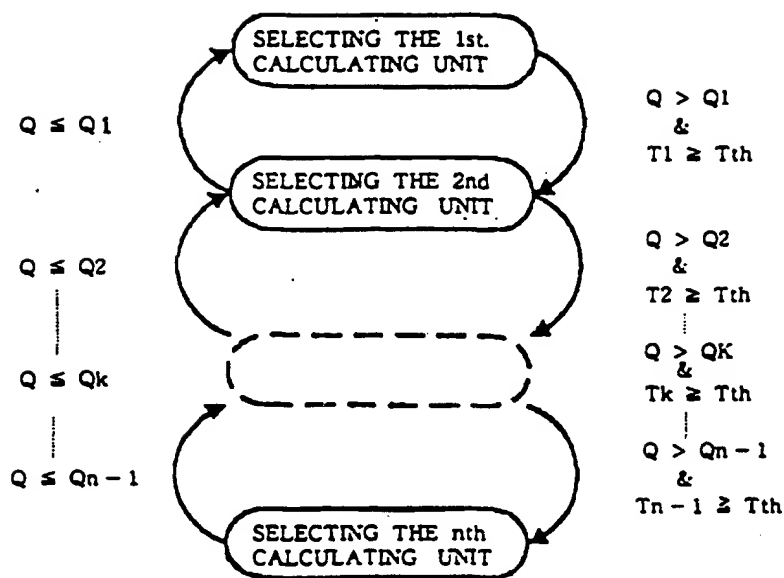 SELECTING THE 1st.
CALCULATING UNIT
Q ≦ Q1
Q > Q1
&
T1 ≧ Tth
SELECTING THE 2nd
CALCULATING UNIT
Q ≦ Q2
Q > Q2
&
T2 ≧ Tth
Q ≦ Qk
Q > QK
&
Tk ≧ Tth
Q ≦ Qn-1
Q > Qn-1
&
Tn-1 ≧ Tth
SELECTING THE nth
CALCULATING UNIT